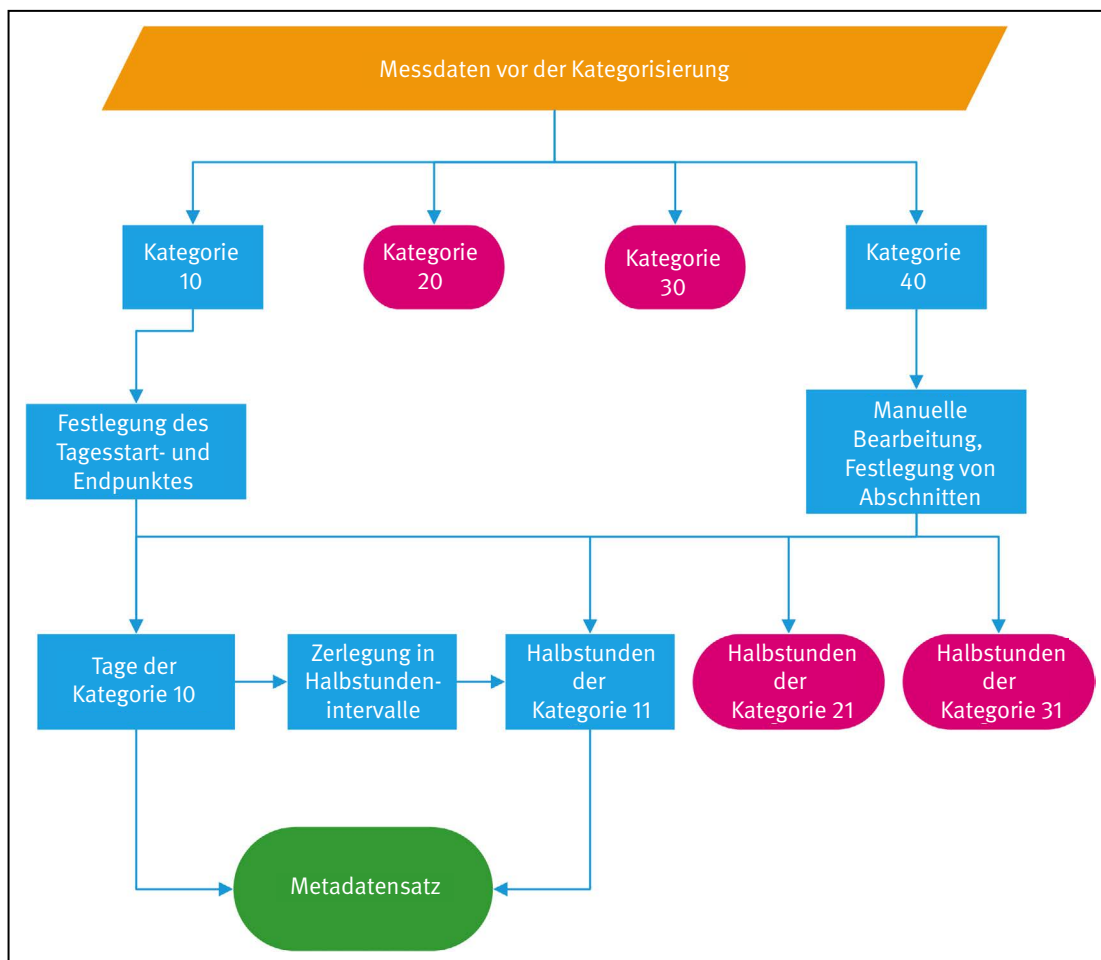 Messdaten vor der Kategorisierung
Kategorie
10
Kategorie
20
Kategorie
30
Kategorie
40
Festlegung des
Tagesstart- und
Endpunktes
Manuelle
Bearbeitung,
Festlegung von
Abschnitten
Tage der
Kategorie 10
Zerlegung in
Halbstunden-
intervalle
Halbstunden
der
Kategorie 11
Halbstunden
der
Kategorie 21
Halbstunden
der
Kategorie 31
Metadatensatz